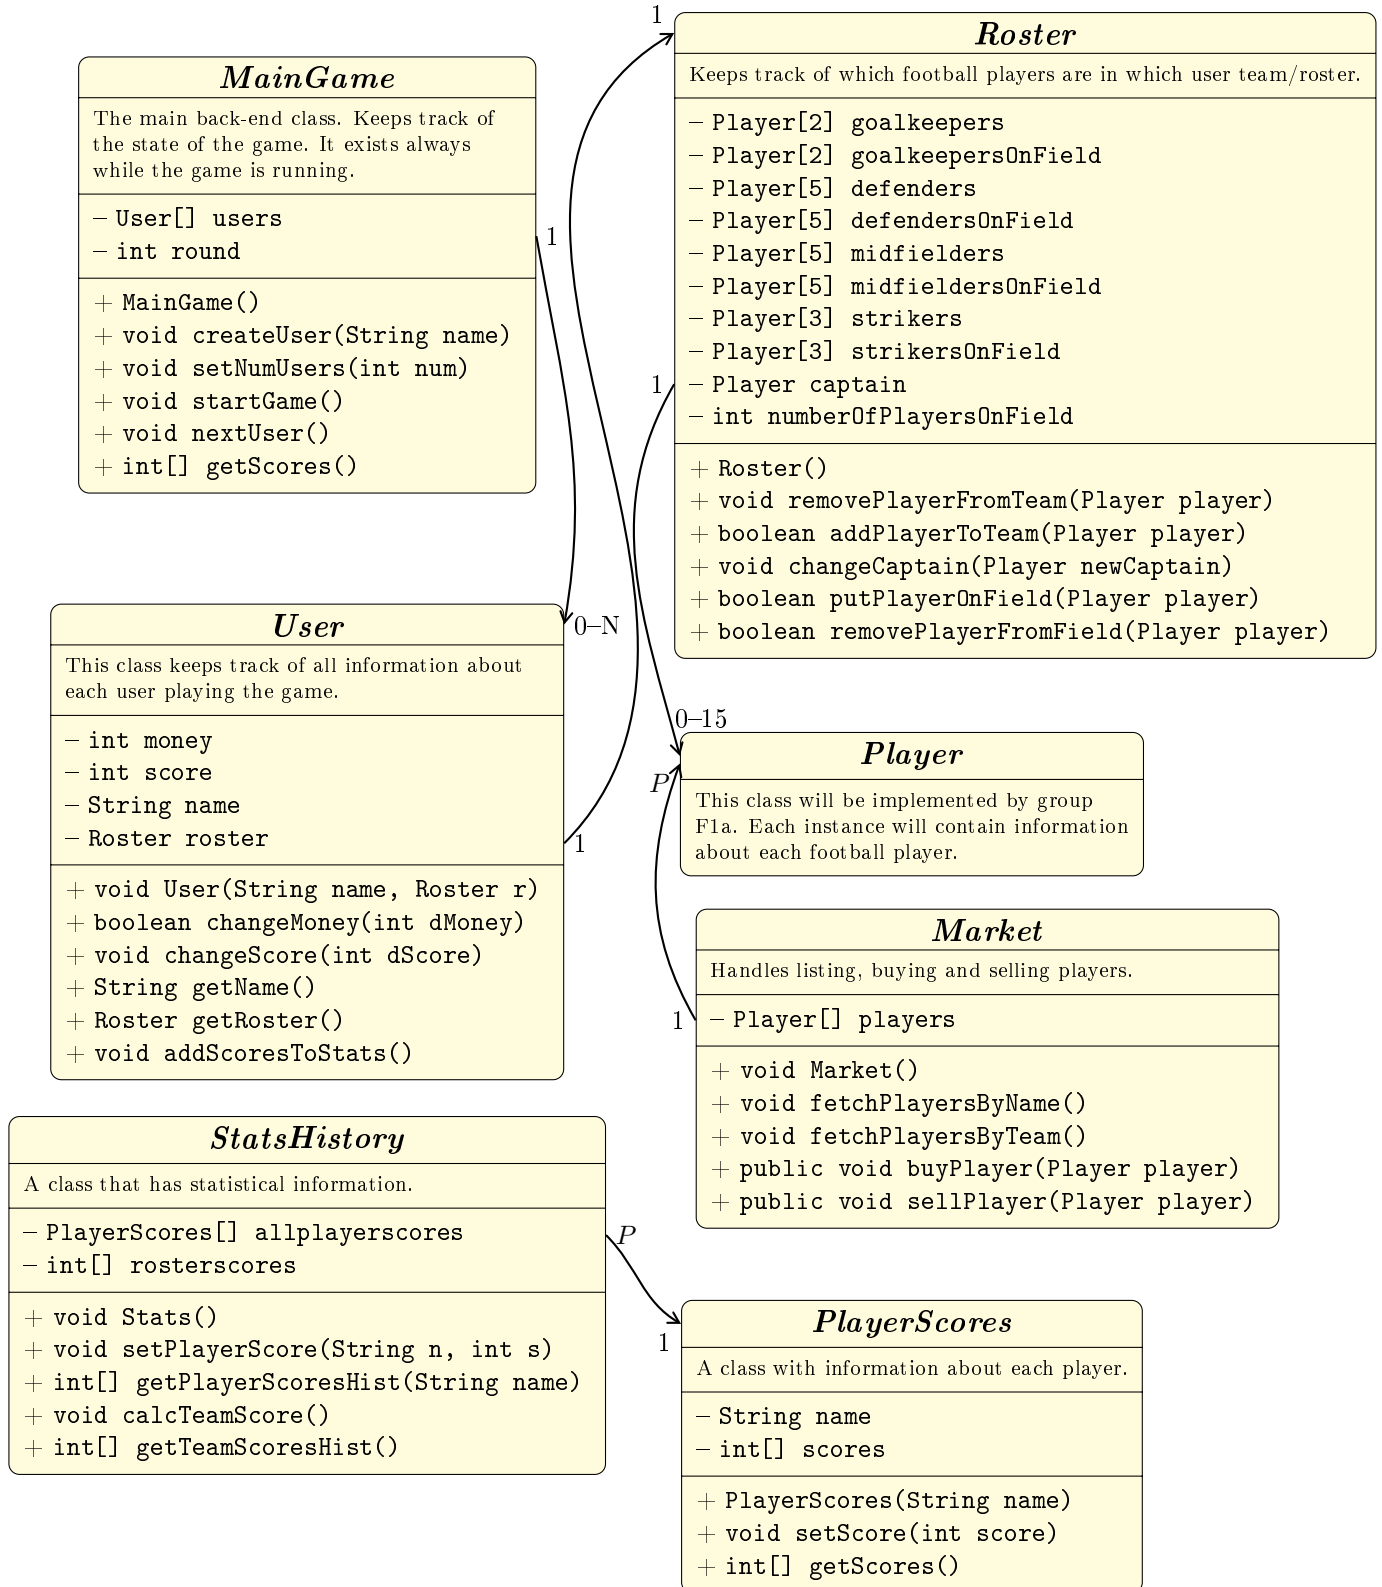 MainGame
The main back-end class. Keeps track of
the state of the game. It exists always
while the game is running.
– User[] users
– int round
+ MainGame()
+ void createUser(String name)
+ void setNumUsers(int num)
+ void startGame()
+ void nextUser()
+ int[] getScores()
1
1
Roster
Keeps track of which football players are in which user team/roster.
– Player[2] goalkeepers
– Player[2] goalkeepersOnField
– Player[5] defenders
– Player[5] defendersOnField
– Player[5] midfielders
– Player[5] midfieldersOnField
– Player[3] strikers
– Player[3] strikersOnField
– Player captain
– int numberOfPlayersOnField
+ Roster()
+ void removePlayerFromTeam(Player player)
+ boolean addPlayerToTeam(Player player)
+ void changeCaptain(Player newCaptain)
+ boolean putPlayerOnField(Player player)
+ boolean removePlayerFromField(Player player)
1
0–N
User
This class keeps track of all information about
each user playing the game.
– int money
– int score
– String name
– Roster roster
+ void User(String name, Roster r)
+ boolean changeMoney(int dMoney)
+ void changeScore(int dScore)
+ String getName()
+ Roster getRoster()
+ void addScoresToStats()
1
0–15
P
Player
This class will be implemented by group
F1a. Each instance will contain information
about each football player.
Market
Handles listing, buying and selling players.
– Player[] players
+ void Market()
+ void fetchPlayersByName()
+ void fetchPlayersByTeam()
+ public void buyPlayer(Player player)
+ public void sellPlayer(Player player)
1
StatsHistory
A class that has statistical information.
– PlayerScores[] allplayerscores
– int[] rosterscores
+ void Stats()
+ void setPlayerScore(String n, int s)
+ int[] getPlayerScoresHist(String name)
+ void calcTeamScore()
+ int[] getTeamScoresHist()
P
1
PlayerScores
A class with information about each player.
– String name
– int[] scores
+ PlayerScores(String name)
+ void setScore(int score)
+ int[] getScores()